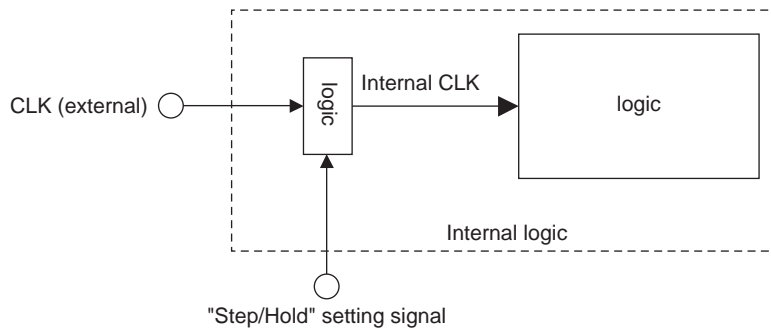 CLK (external)
logic
Internal CLK
logic
Internal logic
"Step/Hold" setting signal